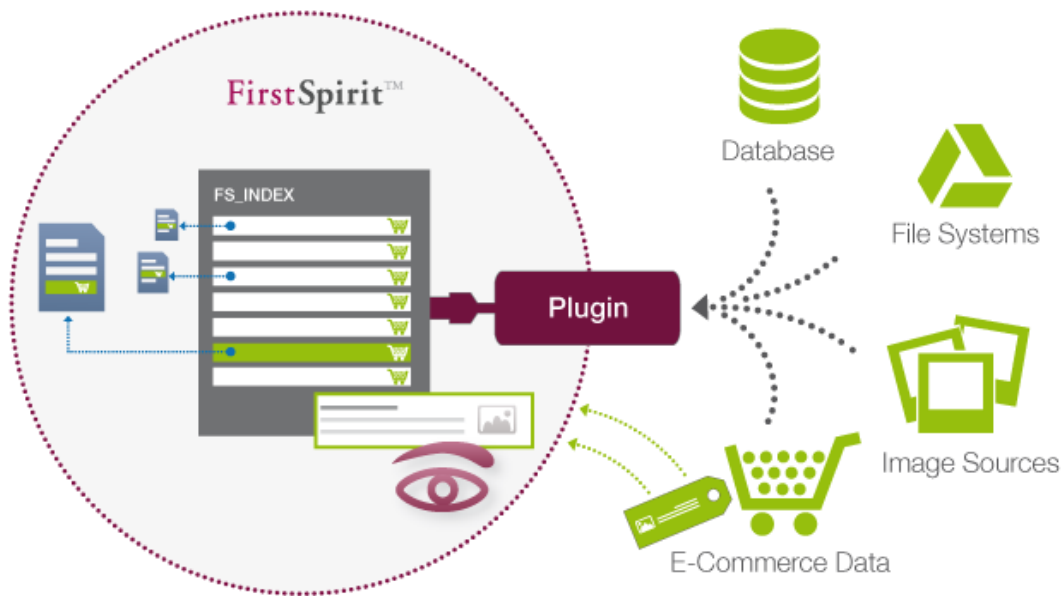 FirstSpirit™
FS_INDEX
Plugin
Database
File Systems
Image Sources
E-Commerce Data